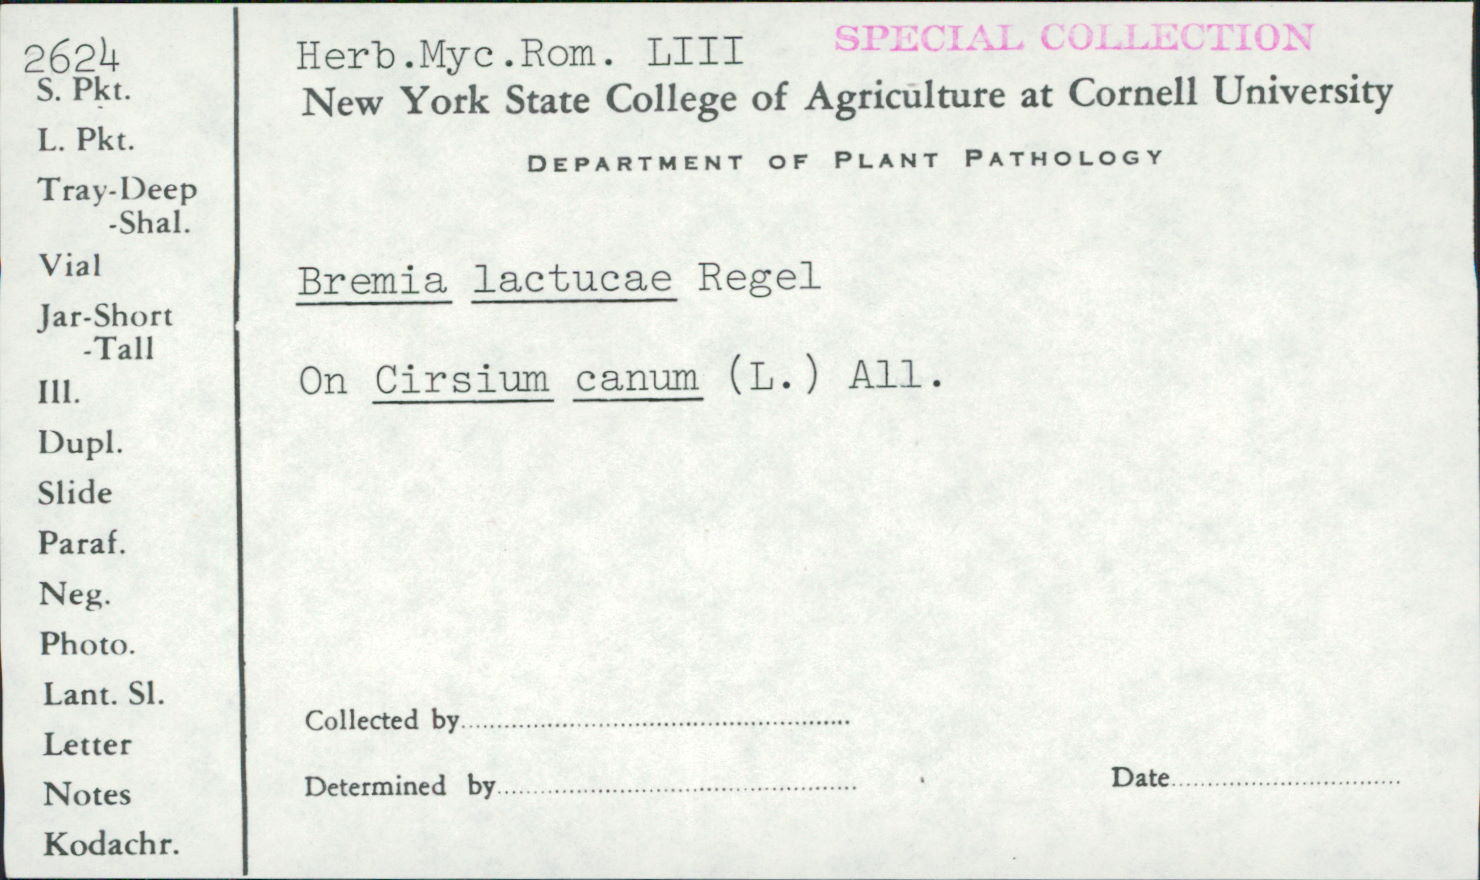 2624
S. Pkt.
L. Pkt.
Tray-Deep
-Shal.
Vial
Jar-Short
-Tall
Ill.
Dupl.
Slide
Paraf.
Neg.
Photo.
Lant. Sl.
Letter
Notes
Kodachr.
Herb.Myc.Rom. LIII
SPECIAL COLLECTION
New York State College of Agriculture at Cornell University
DEPARTMENT OF PLANT PATHOLOGY
Bremia lactucae Regel
On Cirsium canum (L.) All.
Collected by
Determined by
Date